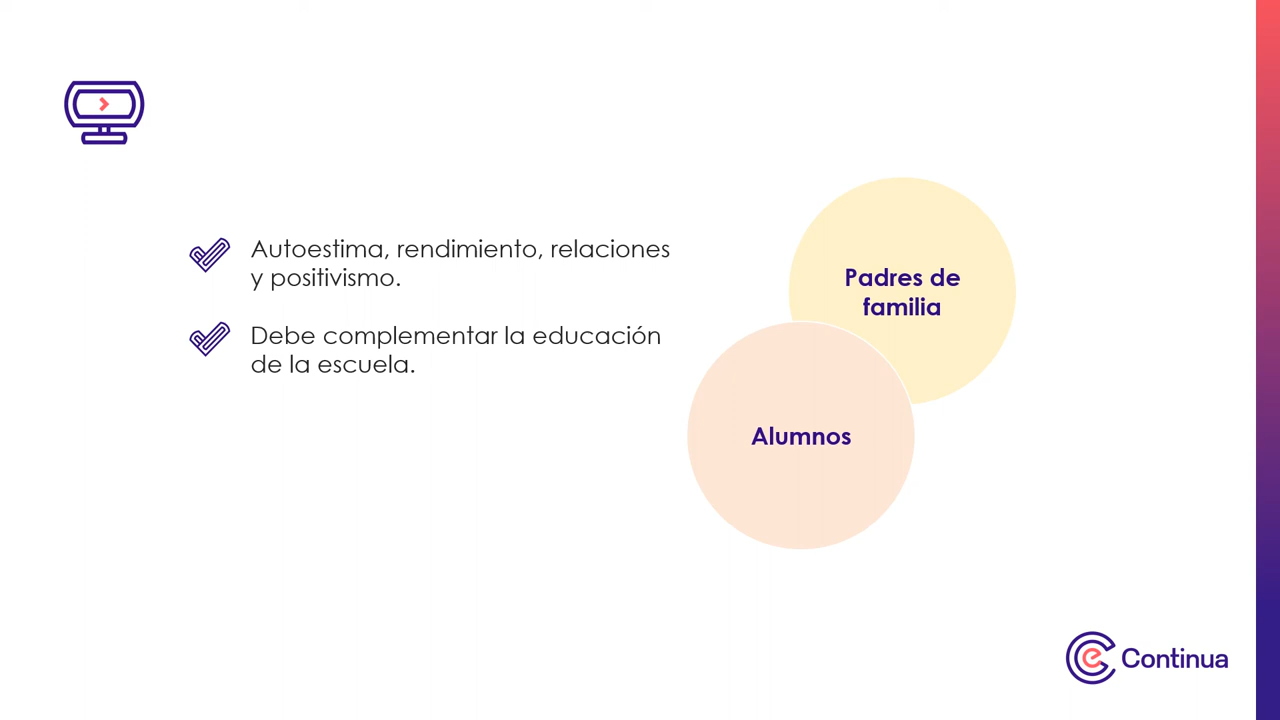 Autoestima, rendimiento, relaciones
y positivismo.
Debe complementar la educación
de la escuela.
Padres de
familia
Alumnos
e Continua